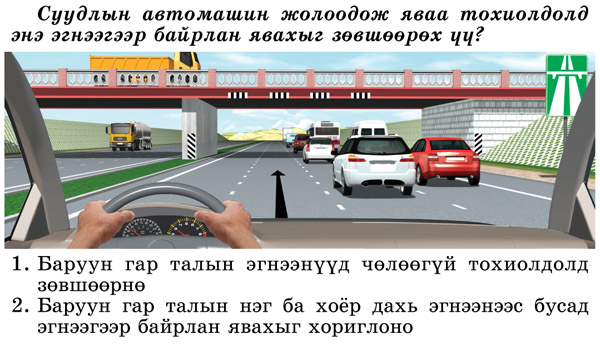 Суудлын автомашин жолоодож яваа тохиолдолд
энэ эгнээгээр байрлан явахыг зөвшөөрөх үү?
1. Баруун гар талын эгнээнүүд чөлөөгүй тохиолдолд
зөвшөөрнө
2. Баруун гар талын нэг ба хоёр дахь эгнээнээс бусад
эгнээгээр байрлан явахыг хориглоно